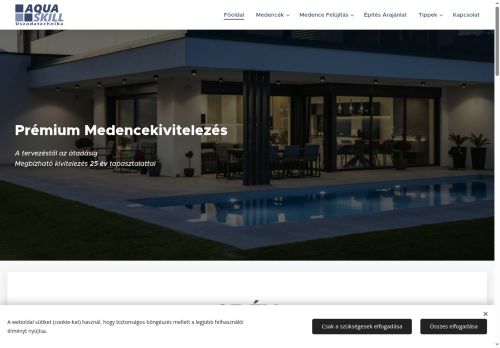 AQUA
SKILL
Uszodatechnika
Főoldal
Medencék
Medence Felújítás
Építés Árajánlat
Tippek
Kapcsolat
Prémium Medencekivitelezés
A tervezéstől az átadásig
Megbízható kivitelezés 25 év tapasztalattal
A weboldal sütiket (cookie-kat) használ, hogy biztonságos böngészés mellett a legjobb felhasználói
élményt nyújtsa.
Csak a szükségesek elfogadása
Összes elfogadása